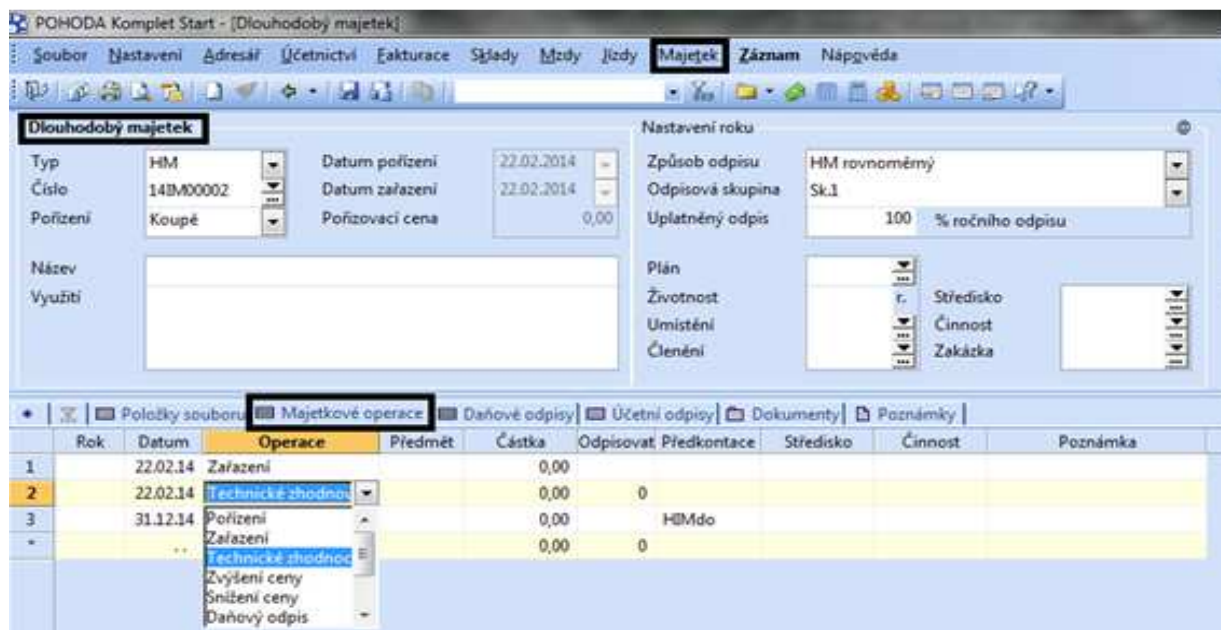 POHODA Komplet Start - [Dlouhodobý majetek]
Soubor Nastavení Adresář Účetnictví Fakturace Sklady Mzdy Jízdy Majetek Záznam Nápověda
Dlouhodobý majetek Nastavení roku
Typ HM Datum pořízení 22.02.2014 Způsob odpisu HM rovnoměrný
Číslo 14IM00002 Datum zařazení 22.02.2014 Odpisová skupina Sk.1
Pořízení Koupě Pořizovací cena 0,00 Uplatněný odpis 100 % ročního odpisu
Název Plán
Využití Životnost r. Středisko
Umístění Činnost
Členění Zakázka
Položky souboru Majetkové operace Daňové odpisy Účetní odpisy Dokumenty Poznámky
Rok Datum Operace Předmět Částka Odpisovat Předkontace Středisko Činnost Poznámka
1 22.02.14 Zařazení 0,00
2 22.02.14 Technické zhodnoc 0,00 0
3 31.12.14 Pořízení 0,00 HIMdo
* .. Zařazení 0,00 0
Technické zhodnoc
Zvýšení ceny
Snížení ceny
Daňový odpis